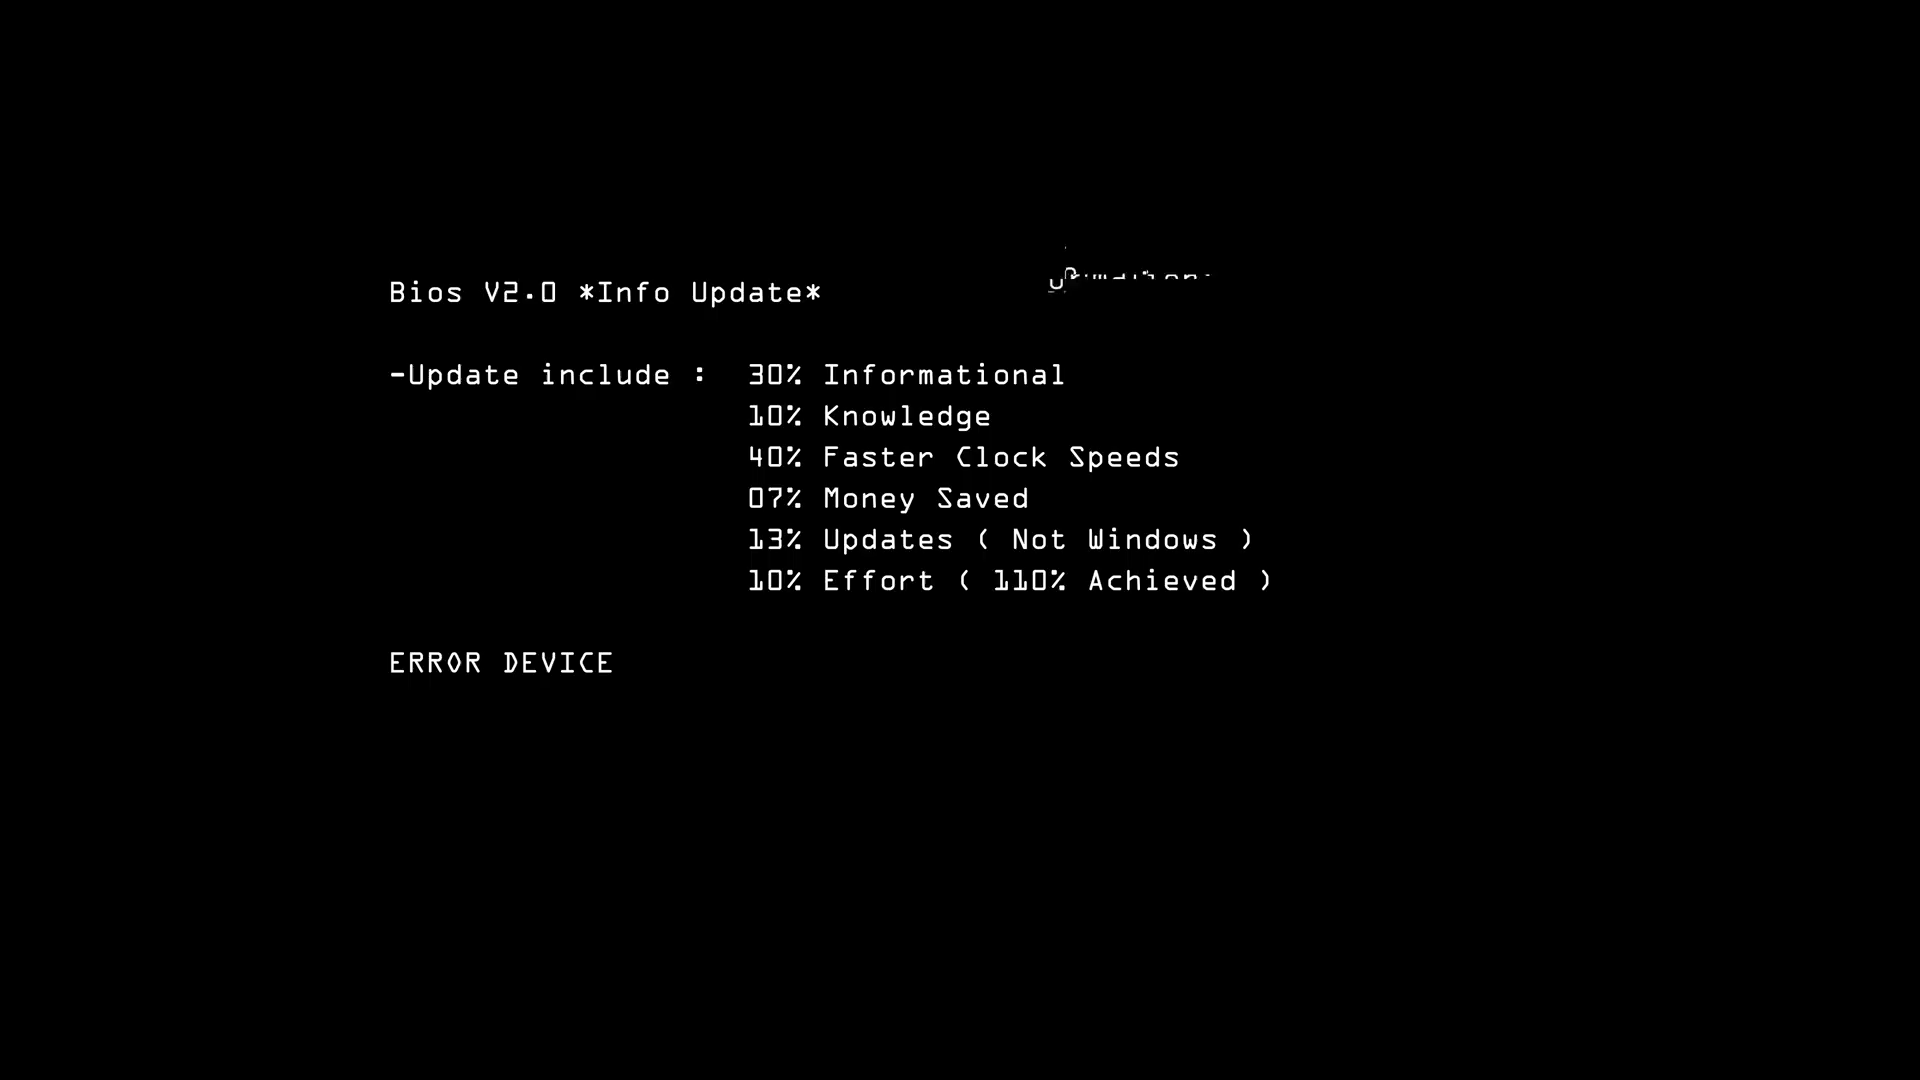 Bios V2.0 *Info Update*
-Update include : 30% Informational
10% Knowledge
40% Faster Clock Speeds
07% Money Saved
13% Updates ( Not Windows )
10% Effort ( 110% Achieved )
ERROR DEVICE